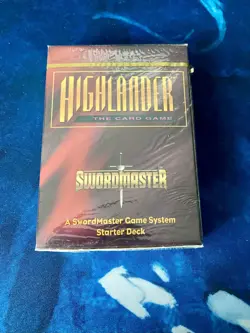 HIGHLANDER
THE CARD GAME
SWORDMASTER
A SwordMaster Game System
Starter Deck